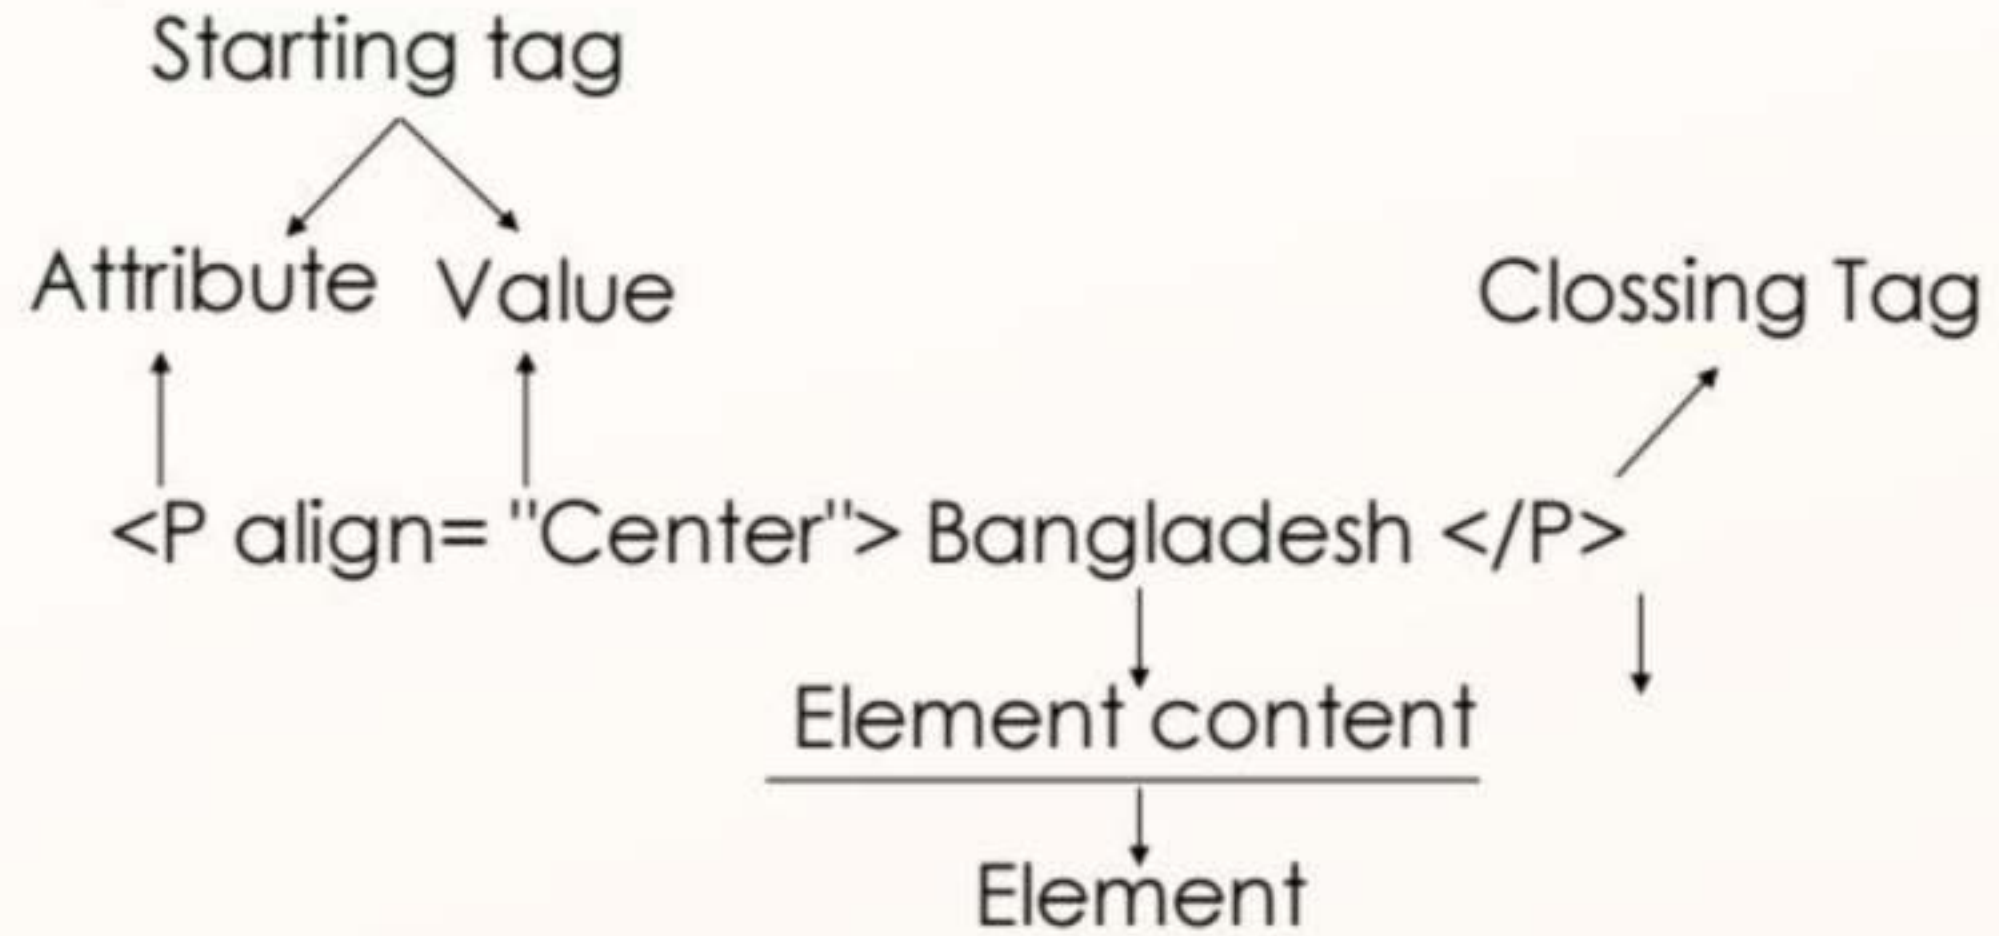 Starting tag
Attribute Value
Clossing Tag
<P align= "Center"> Bangladesh </P>
Element content
Element